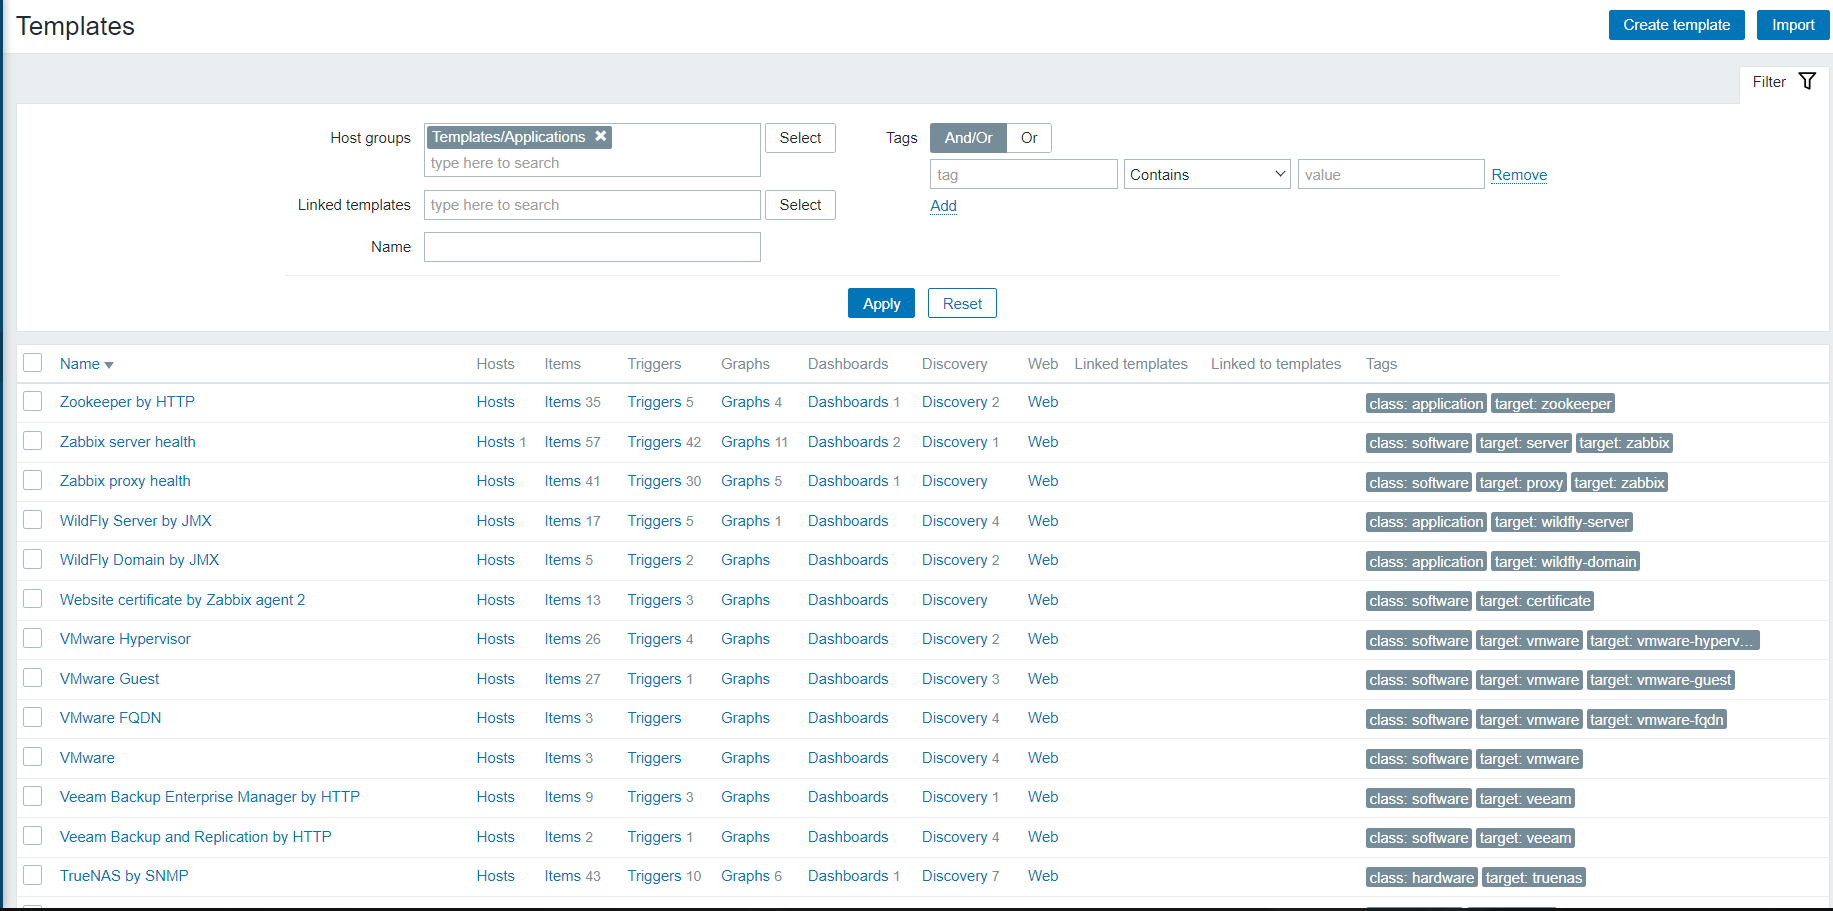 Templates
Create template Import
Filter
Host groups Templates/Applications Select Tags And/Or Or
type here to search
tag Contains value Remove
Add
Linked templates type here to search Select
Name
Apply Reset
Name Hosts Items Triggers Graphs Dashboards Discovery Web Linked templates Linked to templates Tags
Zookeeper by HTTP Hosts Items 35 Triggers 5 Graphs 4 Dashboards 1 Discovery 2 Web class: application target: zookeeper
Zabbix server health Hosts 1 Items 57 Triggers 42 Graphs 11 Dashboards 2 Discovery 1 Web class: software target: server target: zabbix
Zabbix proxy health Hosts Items 41 Triggers 30 Graphs 5 Dashboards 1 Discovery Web class: software target: proxy target: zabbix
WildFly Server by JMX Hosts Items 17 Triggers 5 Graphs 1 Dashboards Discovery 4 Web class: application target: wildfly-server
WildFly Domain by JMX Hosts Items 5 Triggers 2 Graphs Dashboards Discovery 2 Web class: application target: wildfly-domain
Website certificate by Zabbix agent 2 Hosts Items 13 Triggers 3 Graphs Dashboards Discovery Web class: software target: certificate
VMware Hypervisor Hosts Items 26 Triggers 4 Graphs Dashboards Discovery 2 Web class: software target: vmware target: vmware-hyperv...
VMware Guest Hosts Items 27 Triggers 1 Graphs Dashboards Discovery 3 Web class: software target: vmware target: vmware-guest
VMware FQDN Hosts Items 3 Triggers Graphs Dashboards Discovery 4 Web class: software target: vmware target: vmware-fqdn
VMware Hosts Items 3 Triggers Graphs Dashboards Discovery 4 Web class: software target: vmware
Veeam Backup Enterprise Manager by HTTP Hosts Items 9 Triggers 3 Graphs Dashboards Discovery 1 Web class: software target: veeam
Veeam Backup and Replication by HTTP Hosts Items 2 Triggers 1 Graphs Dashboards Discovery 4 Web class: software target: veeam
TrueNAS by SNMP Hosts Items 43 Triggers 10 Graphs 6 Dashboards 1 Discovery 7 Web class: hardware target: truenas